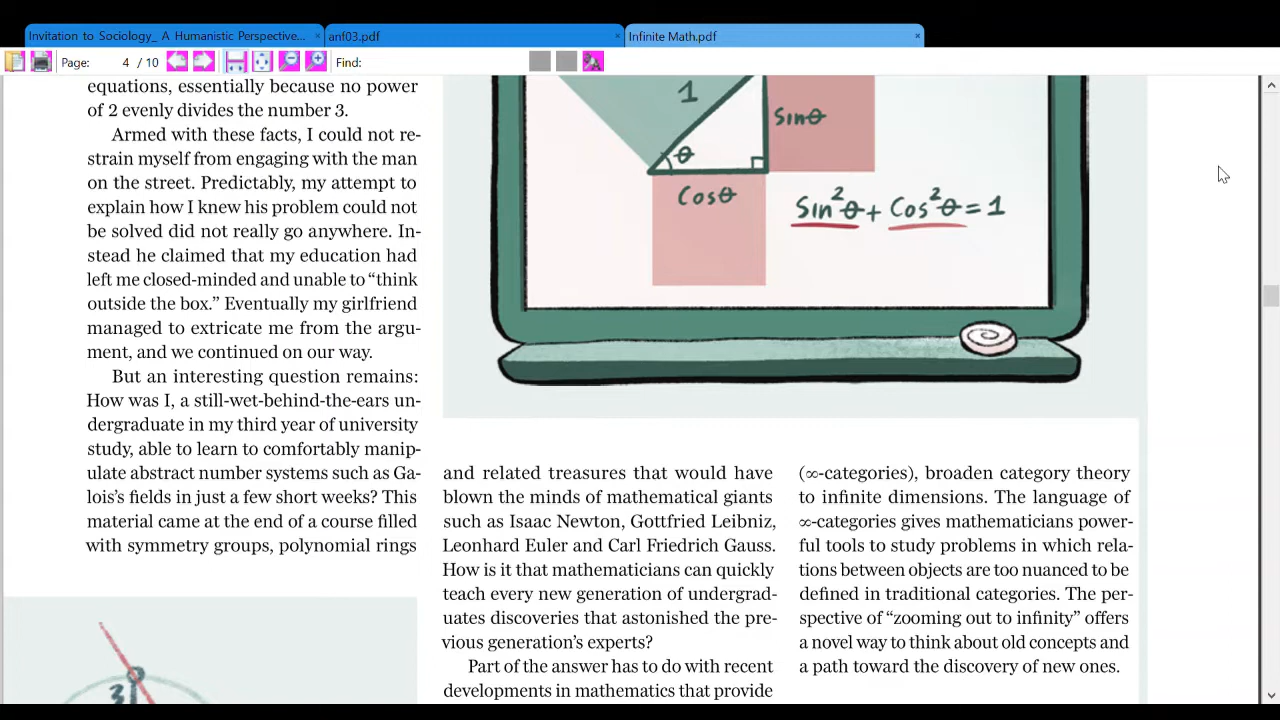 Invitation to Sociology_ A Humanistic Perspective...
anf03.pdf
Infinite Math.pdf
Page: 4 / 10
Find:
equations, essentially because no power
of 2 evenly divides the number 3.
Armed with these facts, I could not re-
strain myself from engaging with the man
on the street. Predictably, my attempt to
explain how I knew his problem could not
be solved did not really go anywhere. In-
stead he claimed that my education had
left me closed-minded and unable to “think
outside the box.” Eventually my girlfriend
managed to extricate me from the argu-
ment, and we continued on our way.
But an interesting question remains:
How was I, a still-wet-behind-the-ears un-
dergraduate in my third year of university
study, able to learn to comfortably manip-
ulate abstract number systems such as Ga-
lois’s fields in just a few short weeks? This
material came at the end of a course filled
with symmetry groups, polynomial rings
1
Sinθ
θ
Cosθ
Sin²θ + Cos²θ = 1
and related treasures that would have
blown the minds of mathematical giants
such as Isaac Newton, Gottfried Leibniz,
Leonhard Euler and Carl Friedrich Gauss.
How is it that mathematicians can quickly
teach every new generation of undergrad-
uates discoveries that astonished the pre-
vious generation’s experts?
Part of the answer has to do with recent
developments in mathematics that provide
(∞-categories), broaden category theory
to infinite dimensions. The language of
∞-categories gives mathematicians power-
ful tools to study problems in which rela-
tions between objects are too nuanced to be
defined in traditional categories. The per-
spective of “zooming out to infinity” offers
a novel way to think about old concepts and
a path toward the discovery of new ones.